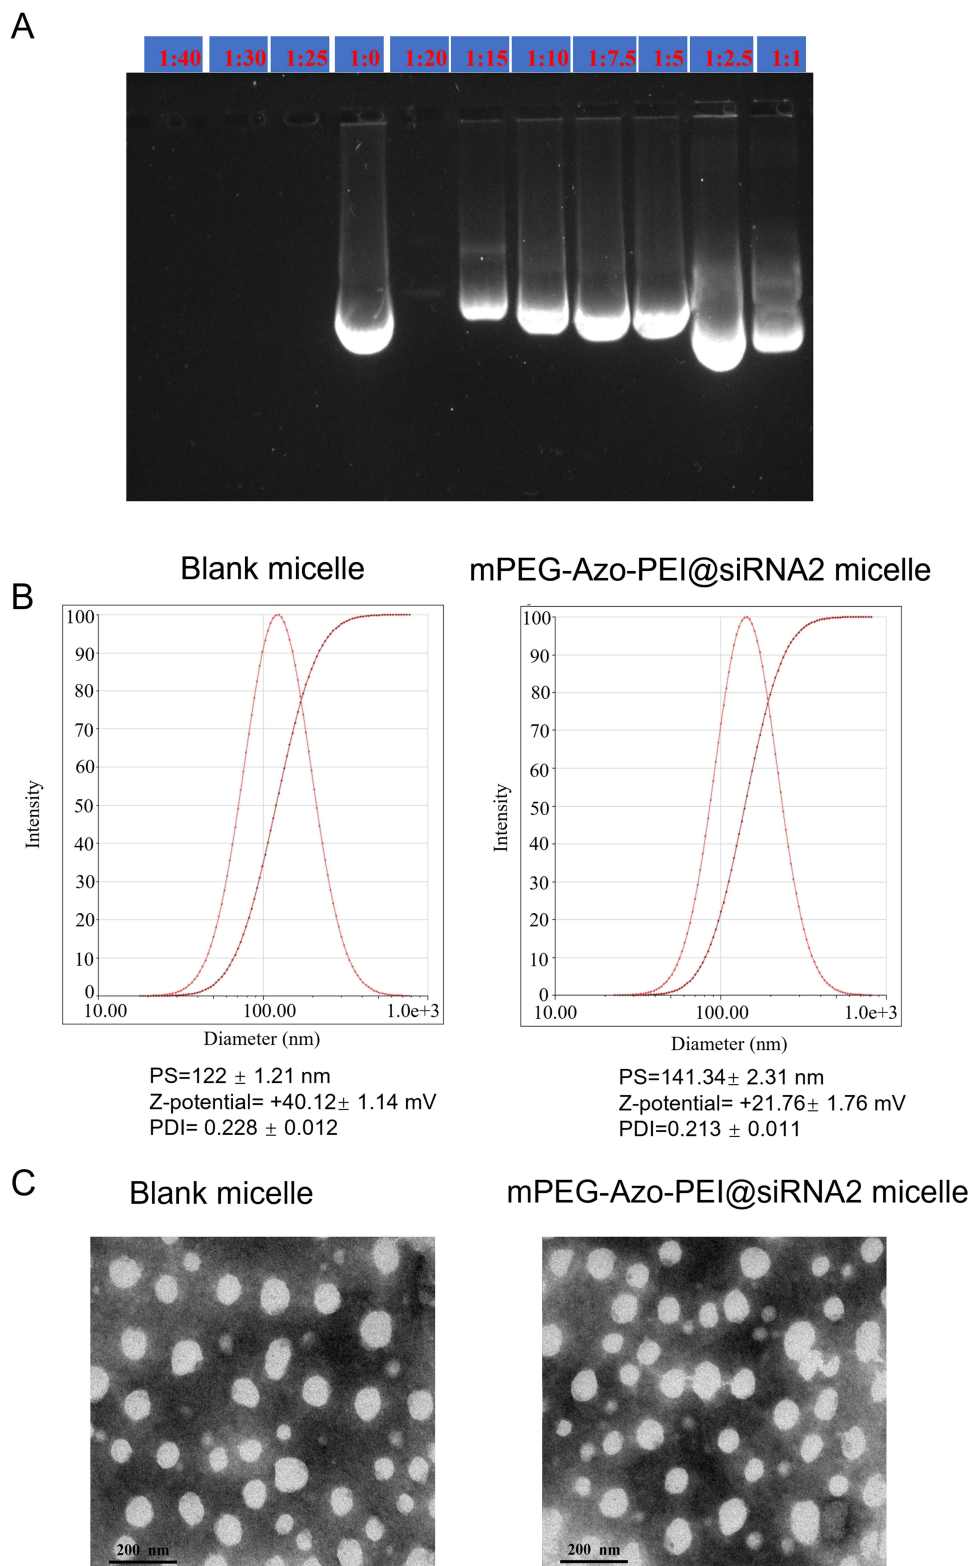 A
1:40 1:30 1:25 1:0 1:20 1:15 1:10 1:7.5 1:5 1:2.5 1:1
Blank micelle
mPEG-Azo-PEI@siRNA2 micelle
B
100
90
80
70
60
50
40
30
20
10
0
10.00 100.00 1.0e+3
Intensity
Diameter (nm)
100
90
80
70
60
50
40
30
20
10
0
10.00 100.00 1.0e+3
Intensity
Diameter (nm)
PS=122 ± 1.21 nm
Z-potential= +40.12± 1.14 mV
PDI= 0.228 ± 0.012
PS=141.34± 2.31 nm
Z-potential= +21.76± 1.76 mV
PDI=0.213 ± 0.011
C
Blank micelle
mPEG-Azo-PEI@siRNA2 micelle
200 nm
200 nm